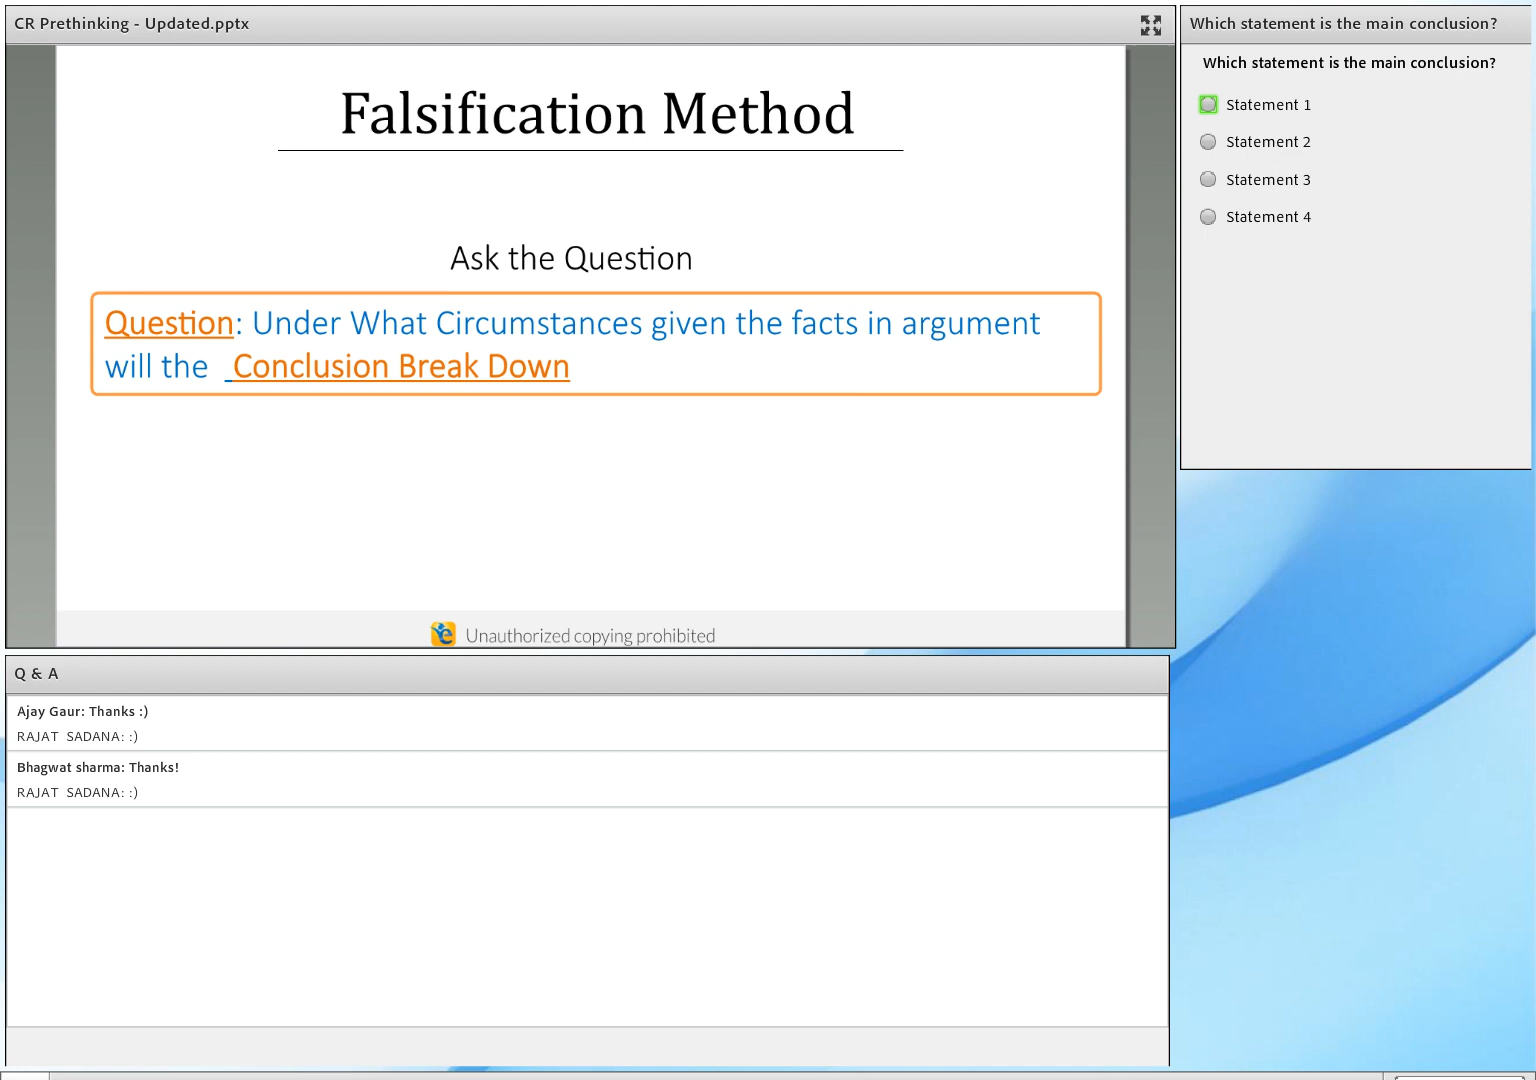 CR Prethinking - Updated.pptx
Falsification Method
Ask the Question
Question: Under What Circumstances given the facts in argument
will the _Conclusion Break Down
Unauthorized copying prohibited
Which statement is the main conclusion?
Which statement is the main conclusion?
Statement 1
Statement 2
Statement 3
Statement 4
Q & A
Ajay Gaur: Thanks :)
RAJAT SADANA: :)
Bhagwat sharma: Thanks!
RAJAT SADANA: :)